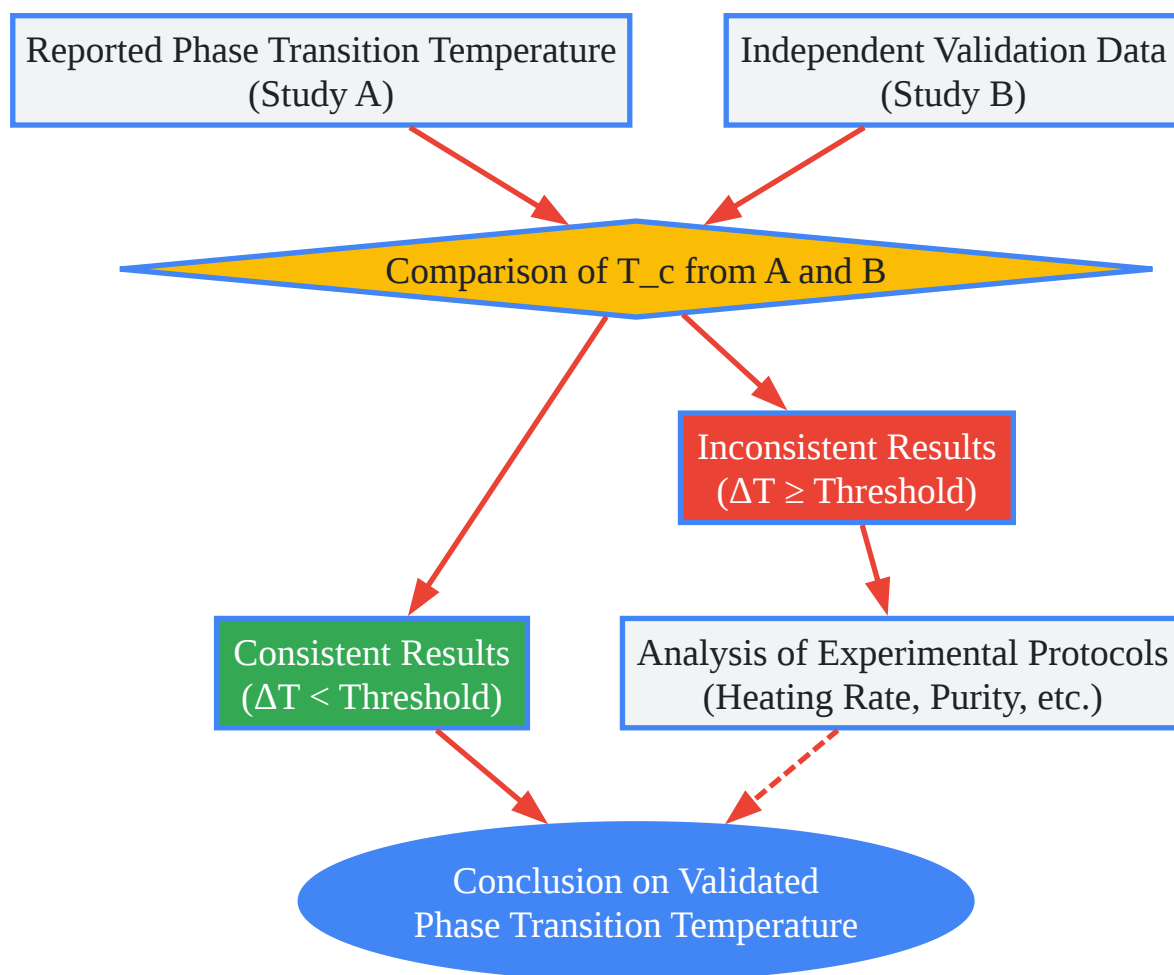 Reported Phase Transition Temperature
(Study A)
Independent Validation Data
(Study B)
Comparison of T_c from A and B
Inconsistent Results
(ΔT ≥ Threshold)
Consistent Results
(ΔT < Threshold)
Analysis of Experimental Protocols
(Heating Rate, Purity, etc.)
Conclusion on Validated
Phase Transition Temperature